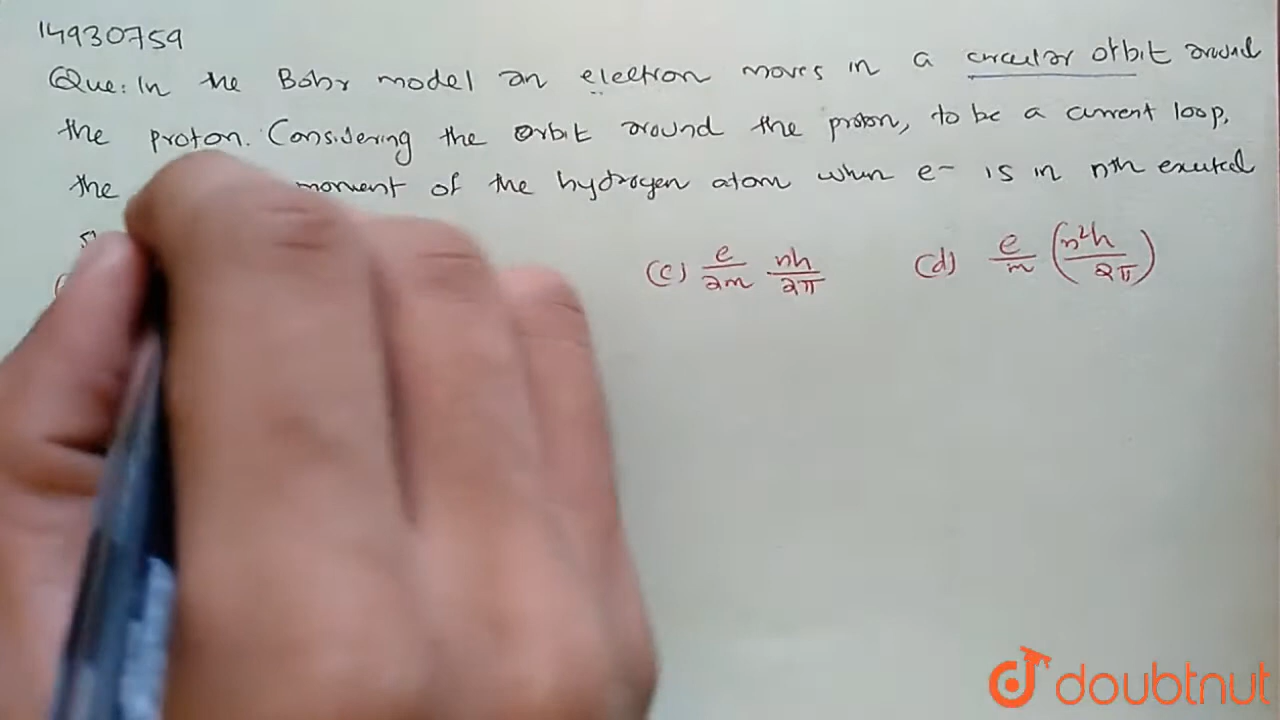 14930759
Que: In the Bohr model an electron moves in a circular orbit around
the proton. Considering the orbit around the proton, to be a current loop,
the moment of the hydrogen atom when e- is in nth excited
(c) e/2m nh/2π (d) e/m (n²h/2π)
doubtnut